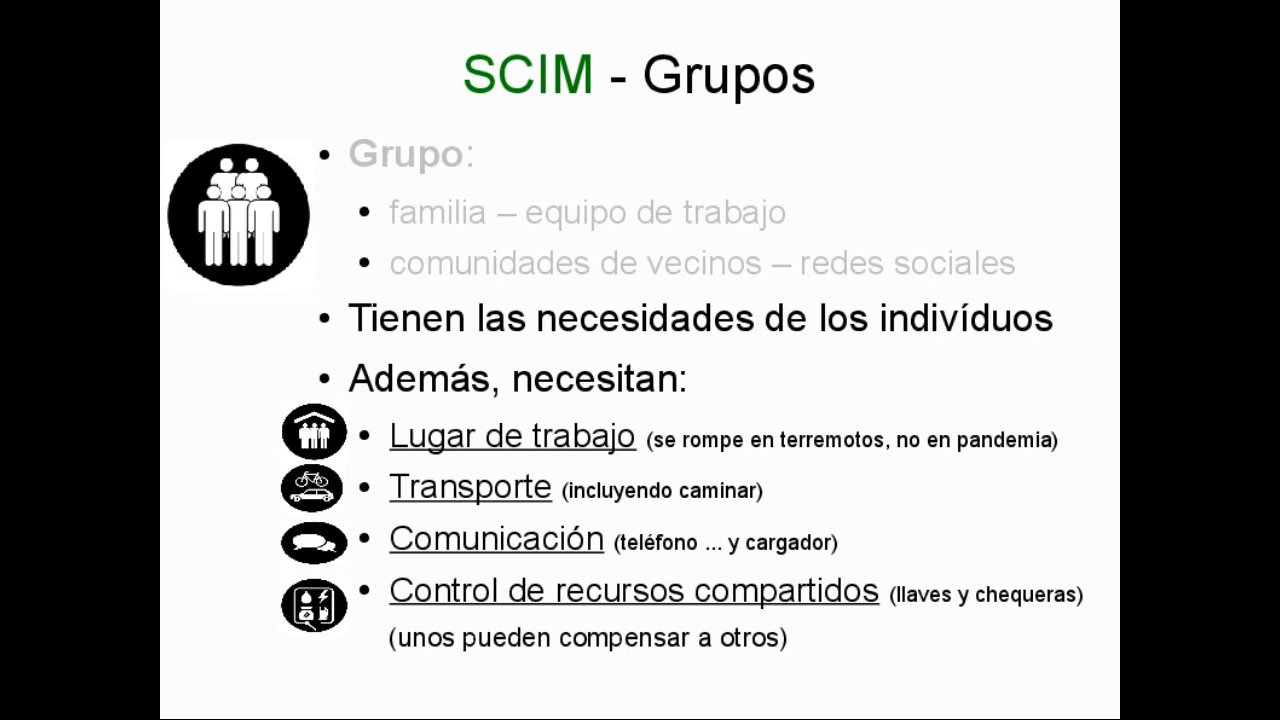 SCIM - Grupos
• Grupo:
• familia – equipo de trabajo
• comunidades de vecinos – redes sociales
• Tienen las necesidades de los indivíduos
• Además, necesitan:
• Lugar de trabajo (se rompe en terremotos, no en pandemia)
• Transporte (incluyendo caminar)
• Comunicación (teléfono ... y cargador)
• Control de recursos compartidos (llaves y chequeras)
(unos pueden compensar a otros)